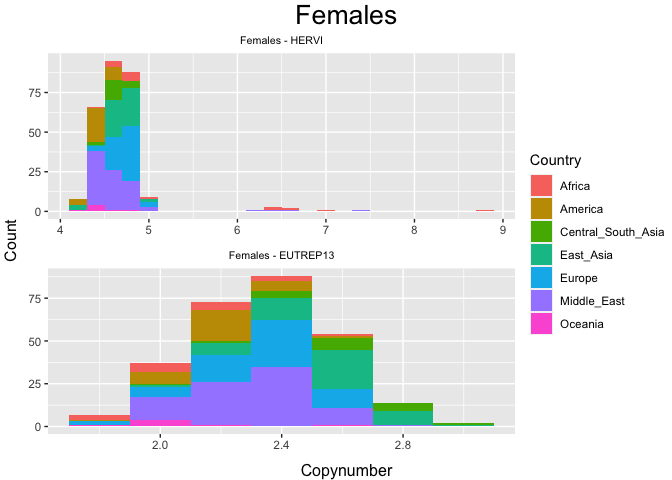 Females
Females - HERVI
75
50
25
0
4 5 6 7 8 9
Females - EUTREP13
75
50
25
0
2.0 2.4 2.8
Count
Copynumber
Country
Africa
America
Central_South_Asia
East_Asia
Europe
Middle_East
Oceania